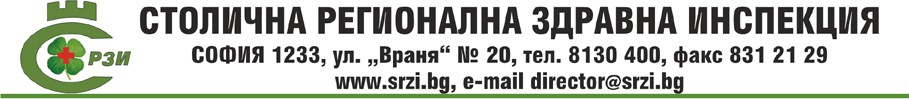 СТОЛИЧНА РЕГИОНАЛНА ЗДРАВНА ИНСПЕКЦИЯ
РЗИ
СОФИЯ 1233, ул. „Враня“ № 20, тел. 8130 400, факс 831 21 29
www.srzi.bg, e-mail director@srzi.bg